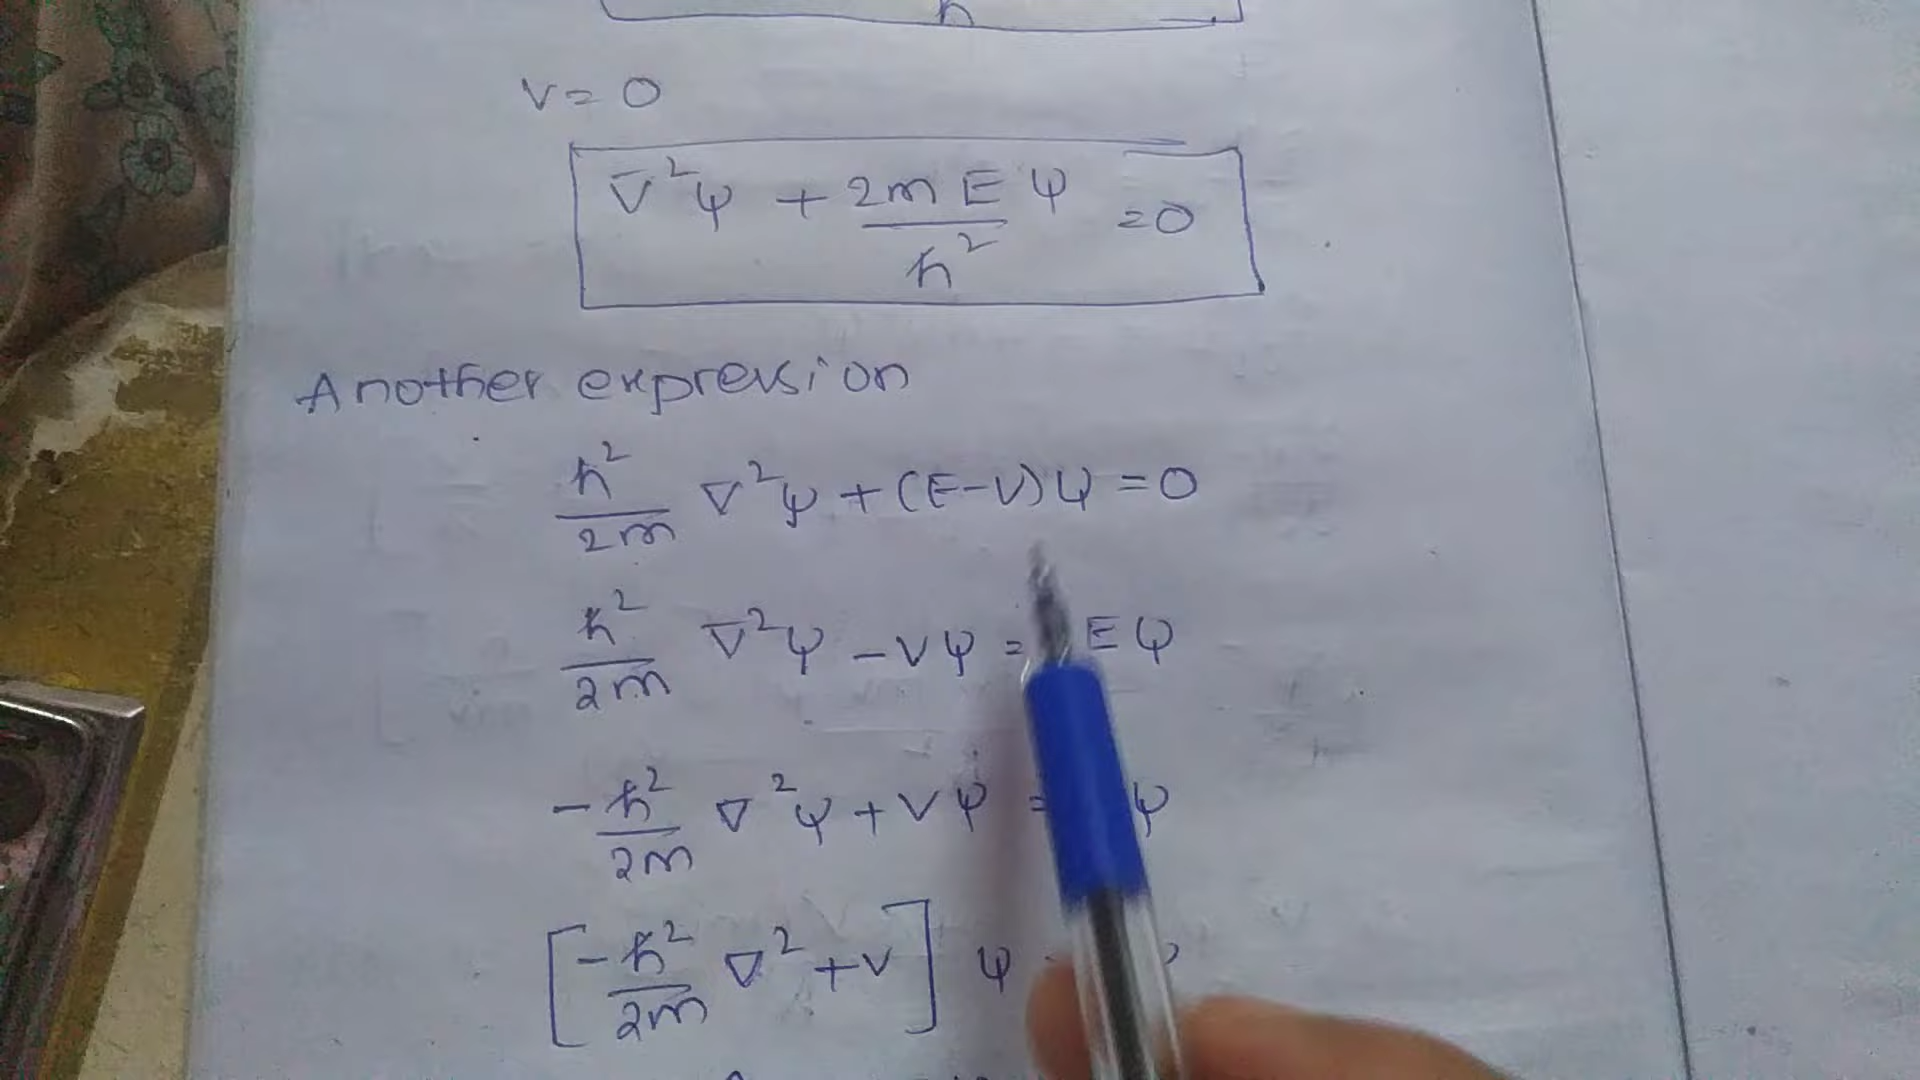 ħ
V = 0
∇²ψ + 2m E ψ / ħ² = 0
Another expression
ħ²/2m ∇²ψ + (E-V)ψ = 0
ħ²/2m ∇²ψ - Vψ = Eψ
-ħ²/2m ∇²ψ + Vψ = ψ
[-ħ²/2m ∇² + V] ψ